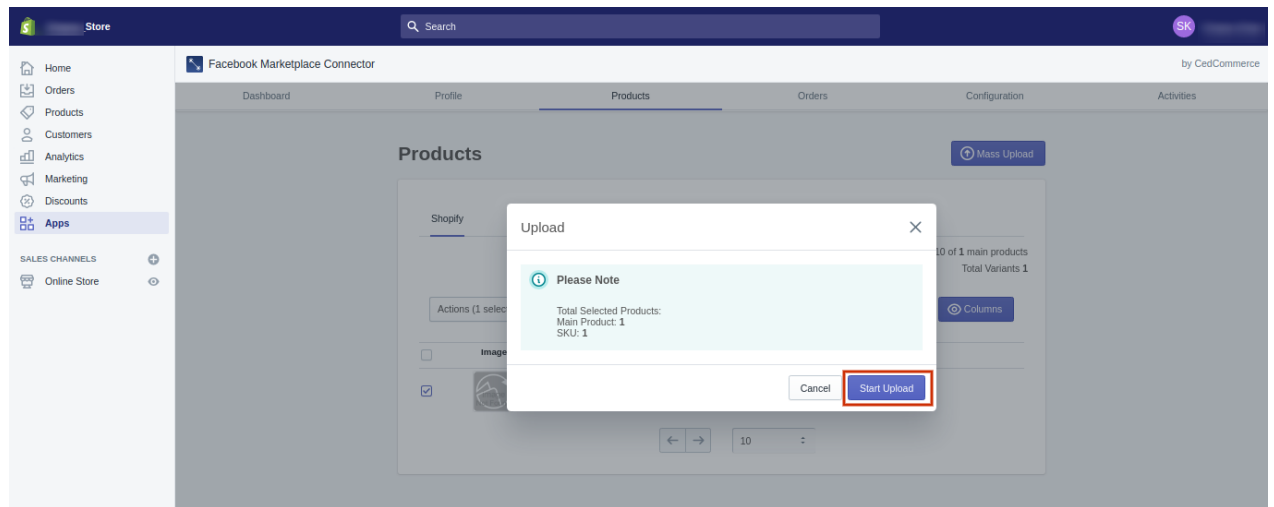 Store
Search
SK
Home
Orders
Products
Customers
Analytics
Marketing
Discounts
Apps
SALES CHANNELS
Online Store
Facebook Marketplace Connector
by CedCommerce
Dashboard
Profile
Products
Orders
Configuration
Activities
Products
Mass Upload
Shopify
10 of 1 main products
Total Variants 1
Actions (1 selec
Columns
Image
Upload
Please Note
Total Selected Products:
Main Product: 1
SKU: 1
Cancel
Start Upload
10